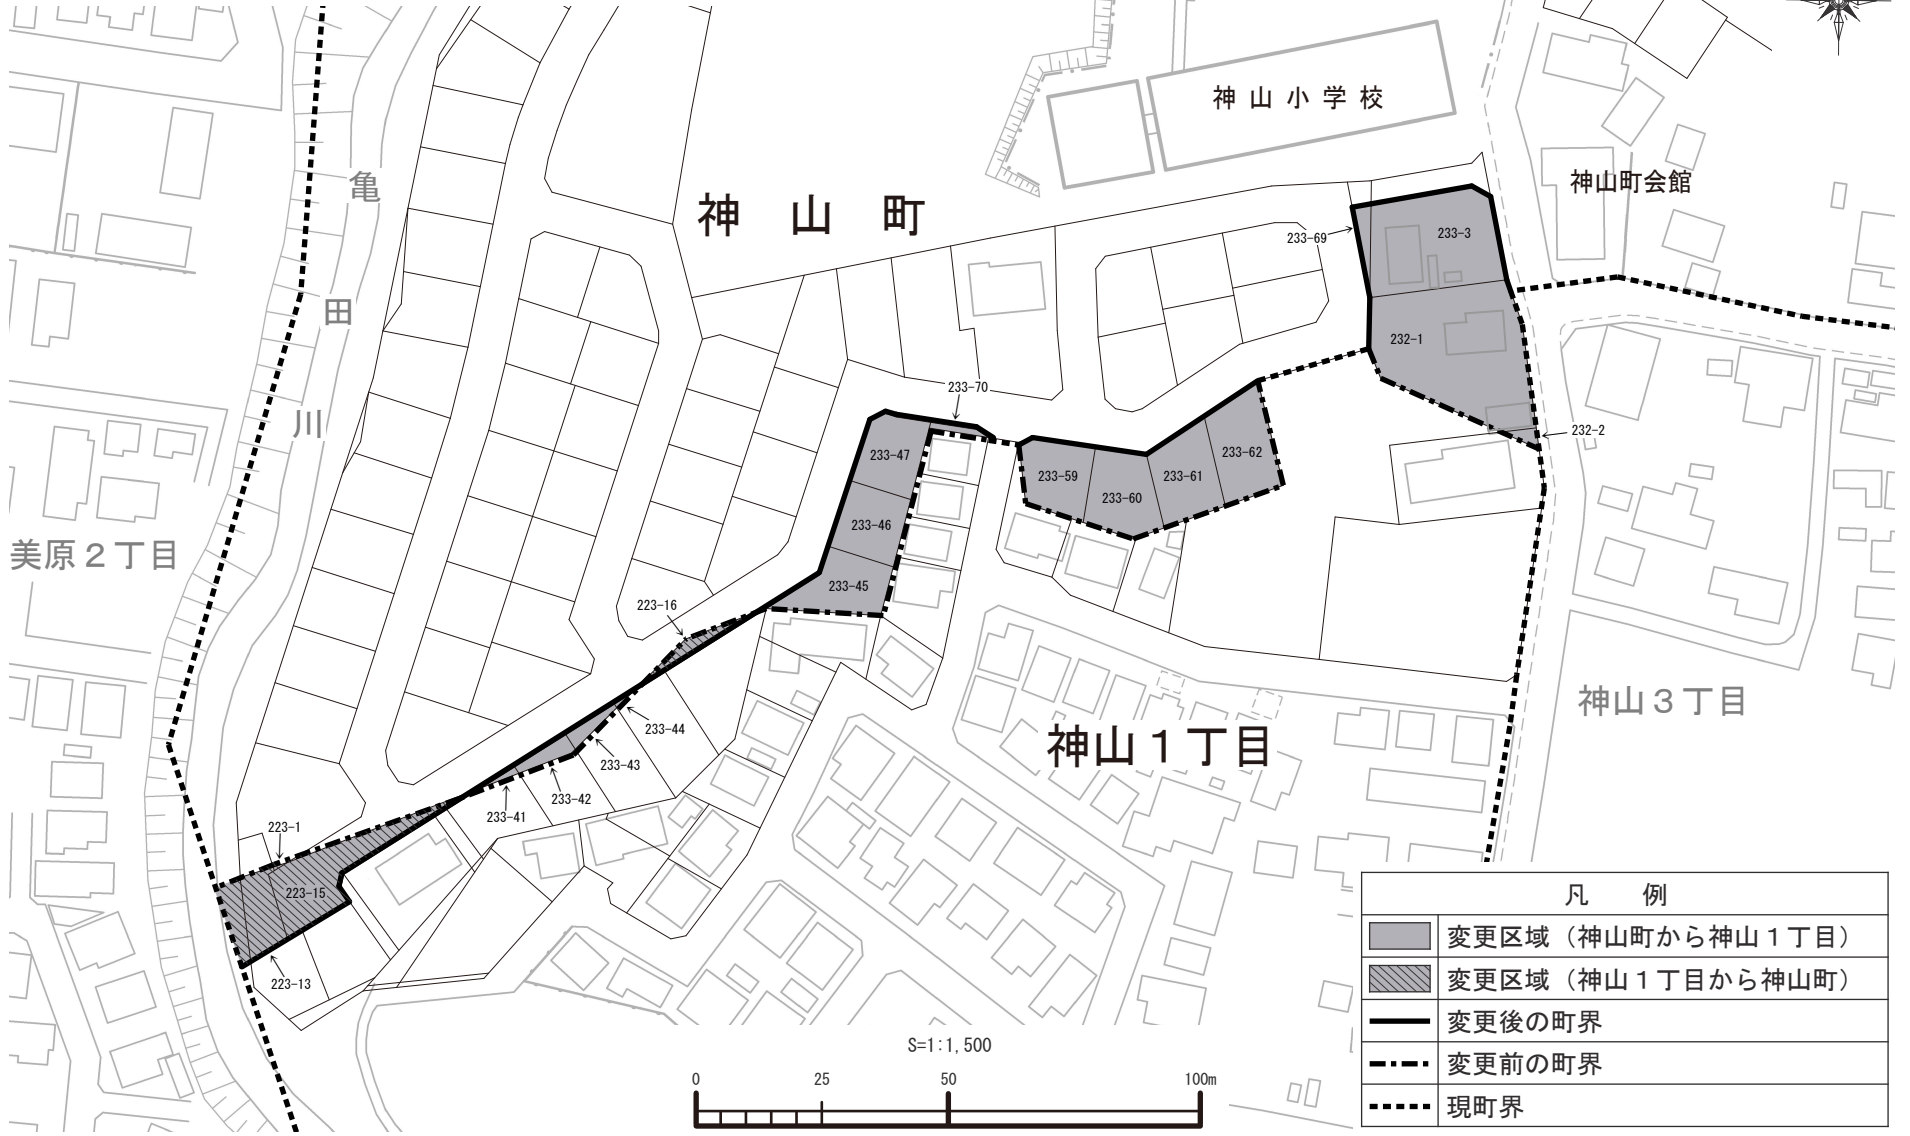 神山小学校
神山町会館
亀田川
神山町
233-69
233-3
232-1
232-2
233-70
233-47
233-46
233-45
233-59
233-60
233-61
233-62
美原２丁目
223-16
233-44
233-43
233-42
233-41
神山１丁目
神山３丁目
223-1
223-15
223-13
S=1:1,500
0 25 50 100m
凡例
変更区域（神山町から神山１丁目）
変更区域（神山１丁目から神山町）
変更後の町界
変更前の町界
現町界